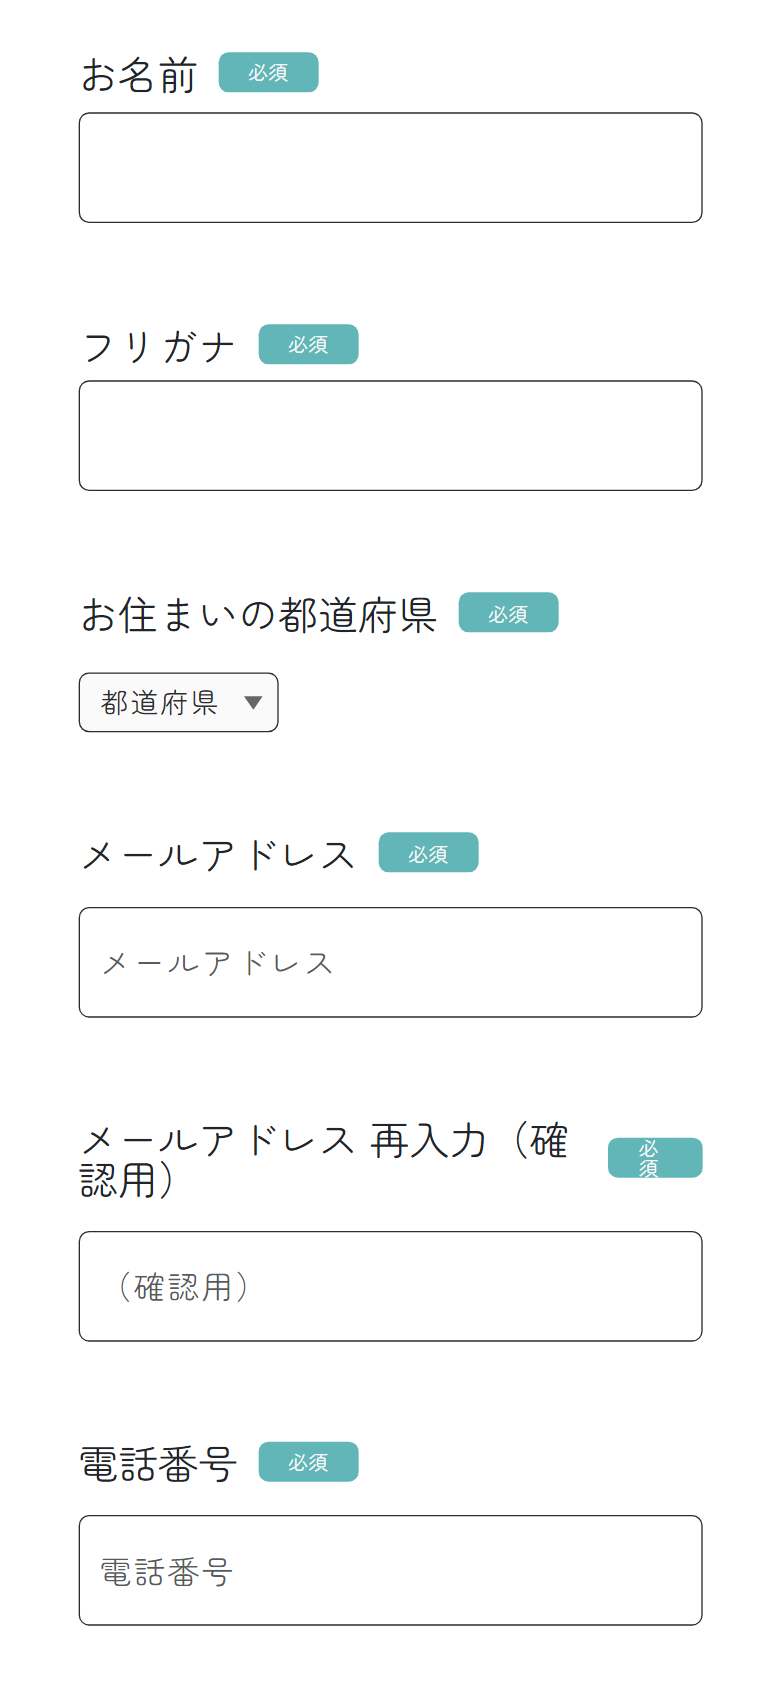 お名前 必須
フリガナ 必須
お住まいの都道府県 必須
都道府県 ▼
メールアドレス 必須
メールアドレス
メールアドレス 再入力（確
認用）
必
須
（確認用）
電話番号 必須
電話番号